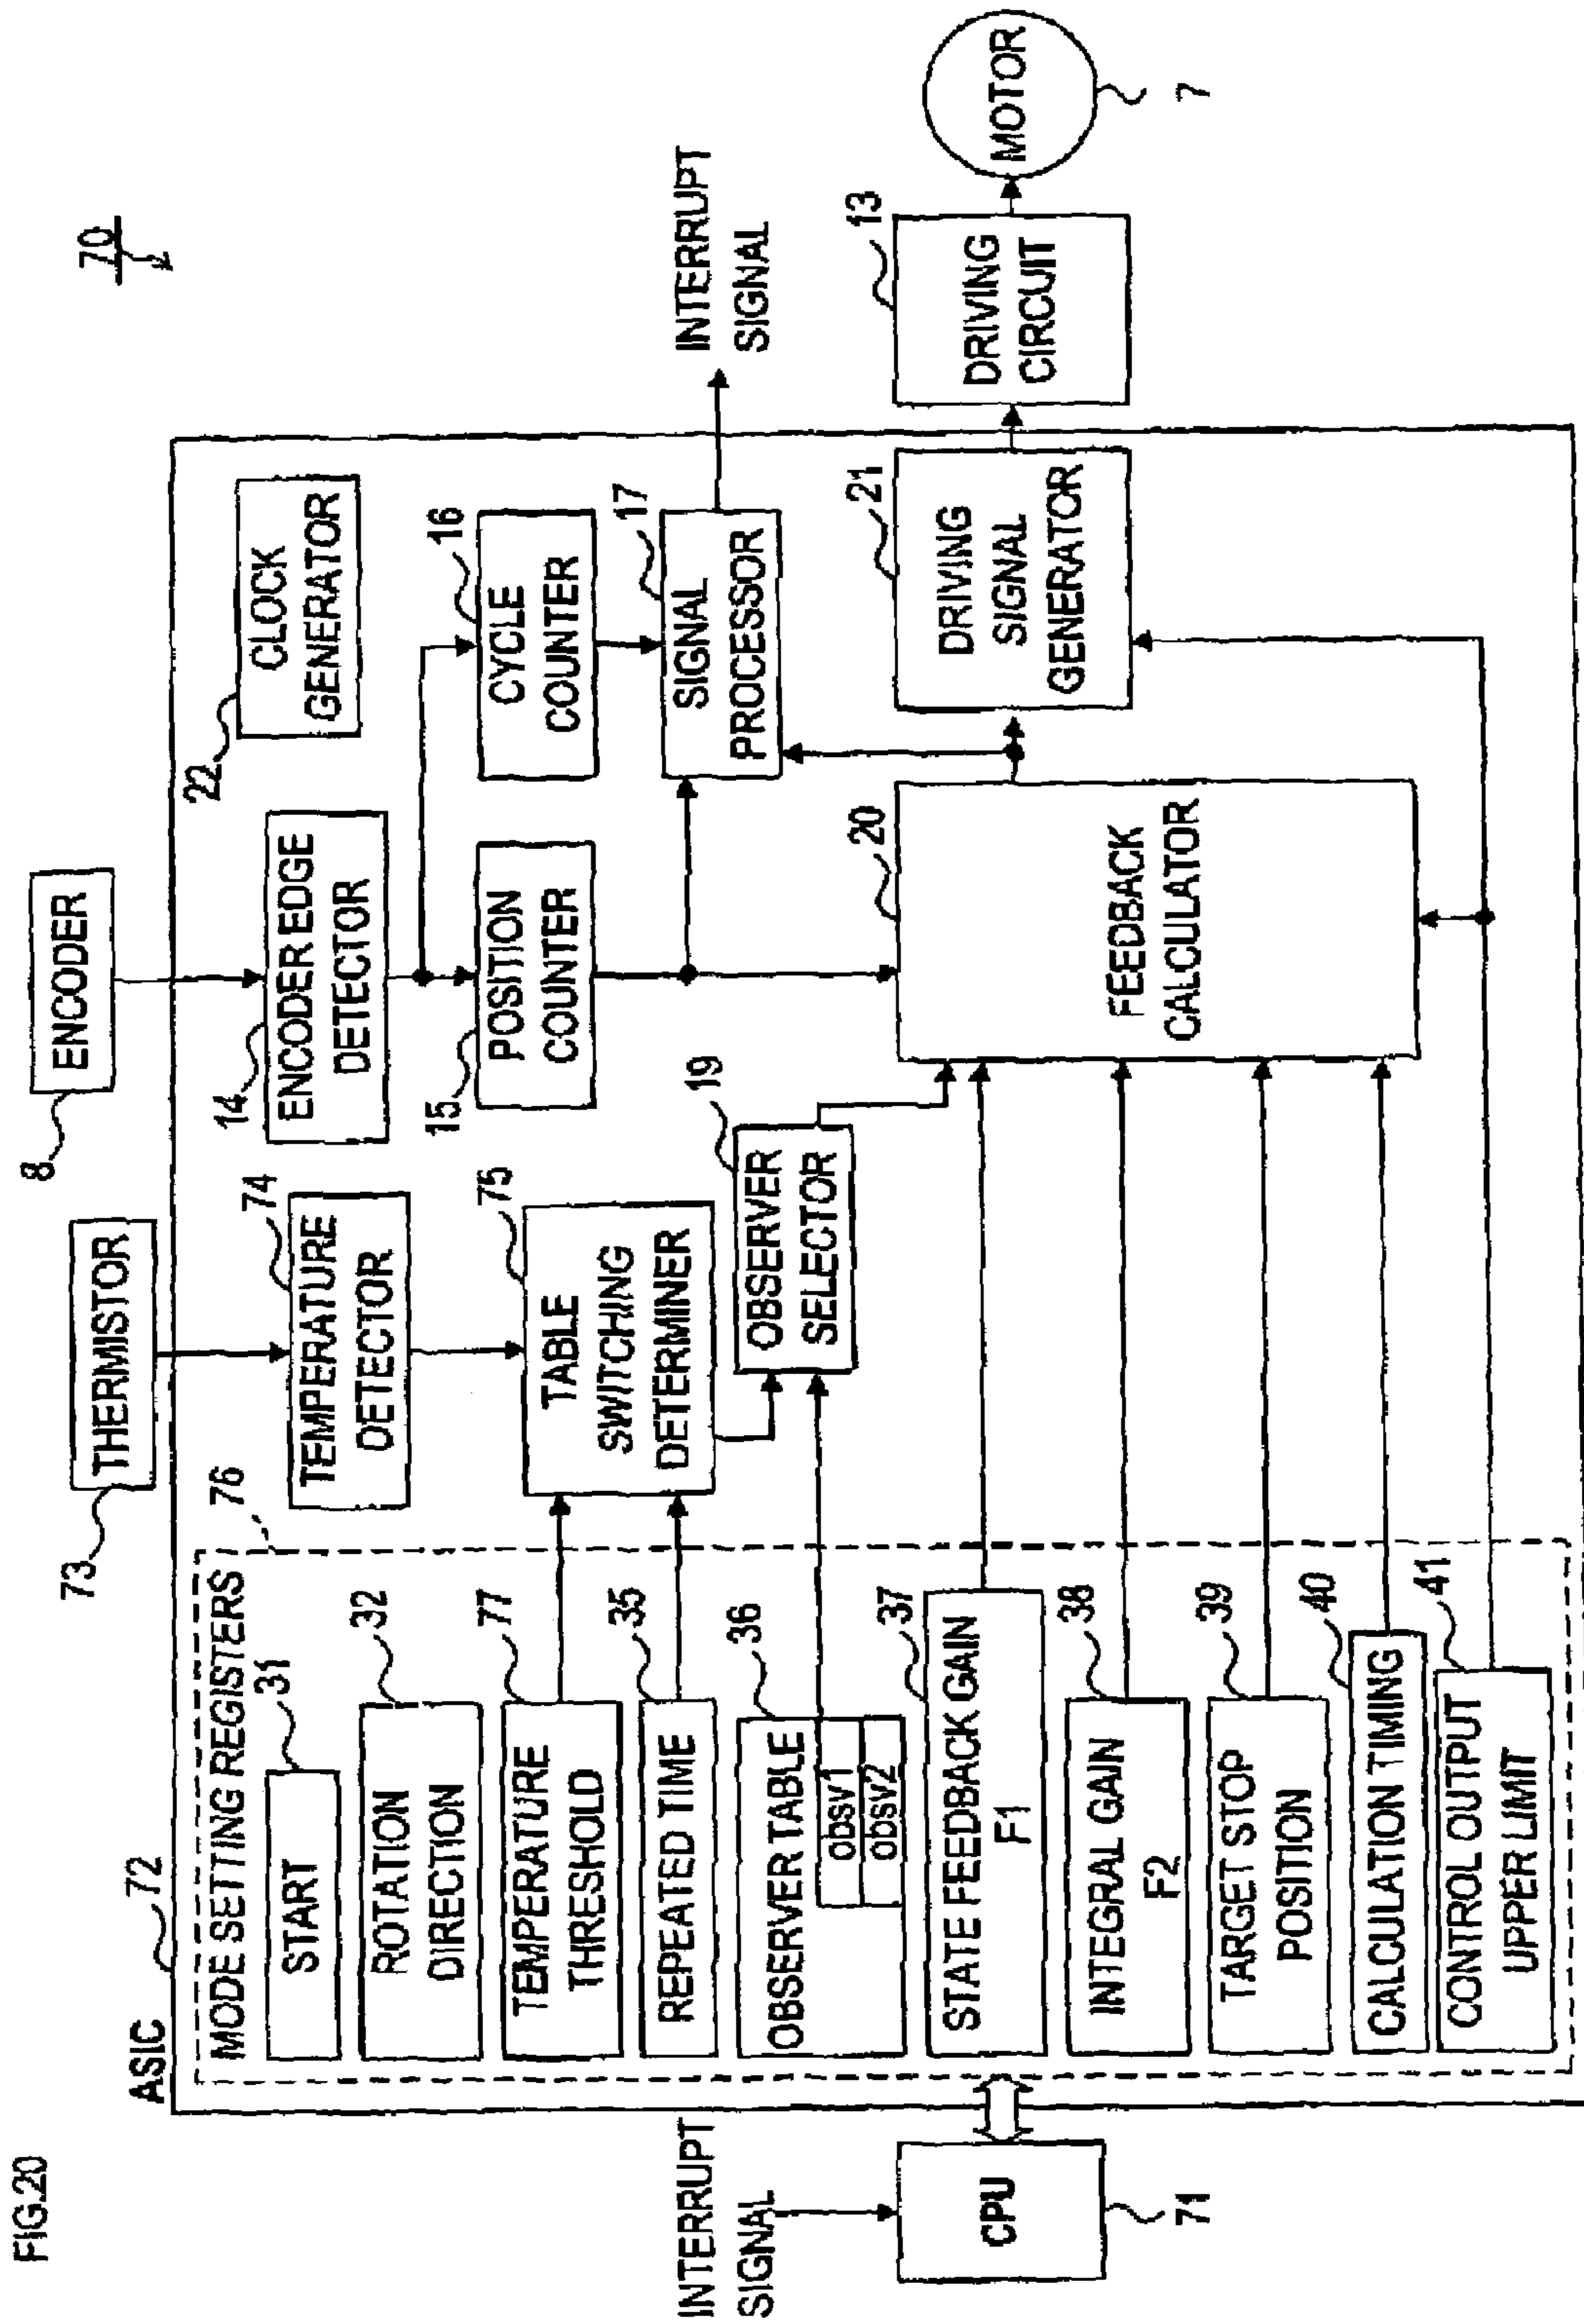 FIG.20
70
ASIC
72
73
THERMISTOR
8
ENCODER
MODE SETTING REGISTERS
76
START
31
ROTATION
DIRECTION
32
TEMPERATURE
THRESHOLD
77
REPEATED TIME
35
OBSERVER TABLE
obsv1
obsv2
36
STATE FEEDBACK GAIN
F1
37
INTEGRAL GAIN
F2
38
TARGET STOP
POSITION
39
CALCULATION TIMING
40
CONTROL OUTPUT
UPPER LIMIT
41
TEMPERATURE
DETECTOR
74
TABLE
SWITCHING
DETERMINER
75
OBSERVER
SELECTOR
19
14
ENCODER EDGE
DETECTOR
15
POSITION
COUNTER
22
CLOCK
GENERATOR
CYCLE
COUNTER
16
SIGNAL
PROCESSOR
17
INTERRUPT
SIGNAL
FEEDBACK
CALCULATOR
20
DRIVING
SIGNAL
GENERATOR
21
DRIVING
CIRCUIT
13
MOTOR
7
INTERRUPT
SIGNAL
CPU
71